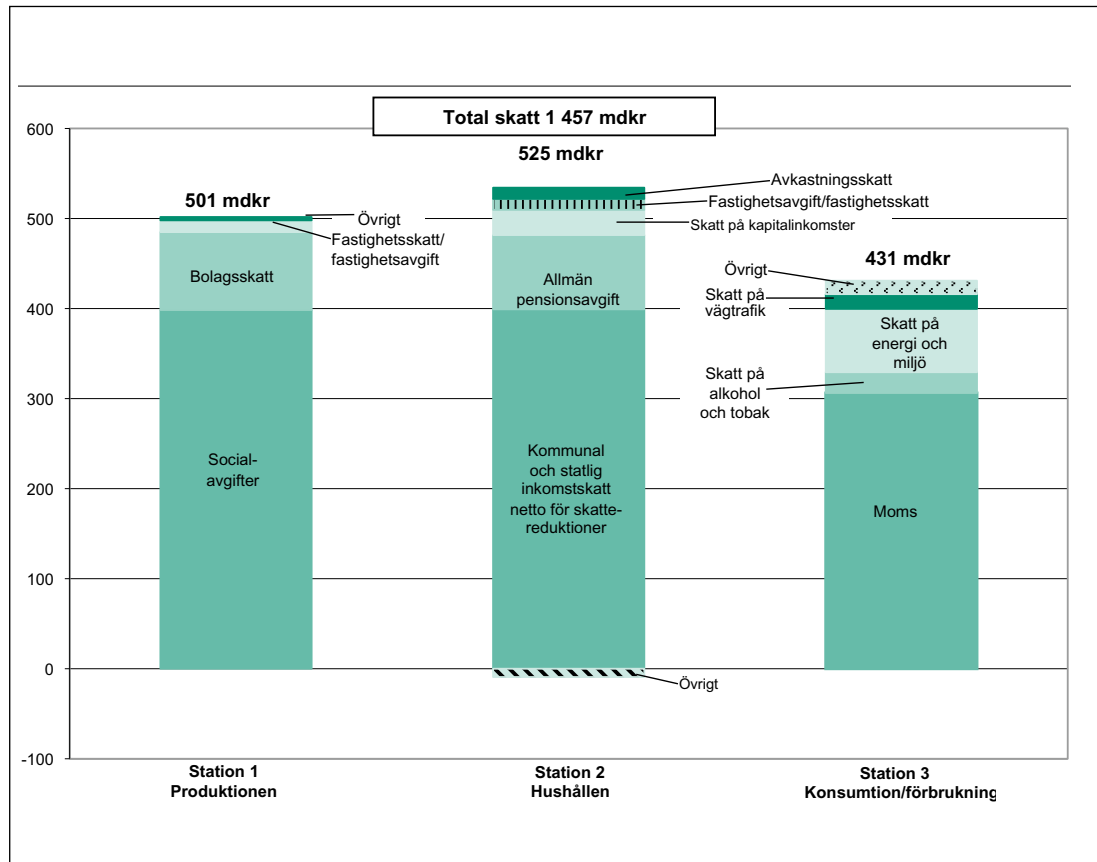 Total skatt 1 457 mdkr
600
500
400
300
200
100
0
-100
501 mdkr
Övrigt
Fastighetsskatt/
fastighetsavgift
Bolagsskatt
Social-
avgifter
525 mdkr
Avkastningsskatt
Fastighetsavgift/fastighetsskatt
Skatt på kapitalinkomster
Allmän
pensionsavgift
Kommunal
och statlig
inkomstskatt
netto för skatte-
reduktioner
Övrigt
431 mdkr
Övrigt
Skatt på
vägtrafik
Skatt på
energi och
miljö
Skatt på
alkohol
och tobak
Moms
Station 1
Produktionen
Station 2
Hushållen
Station 3
Konsumtion/förbrukning